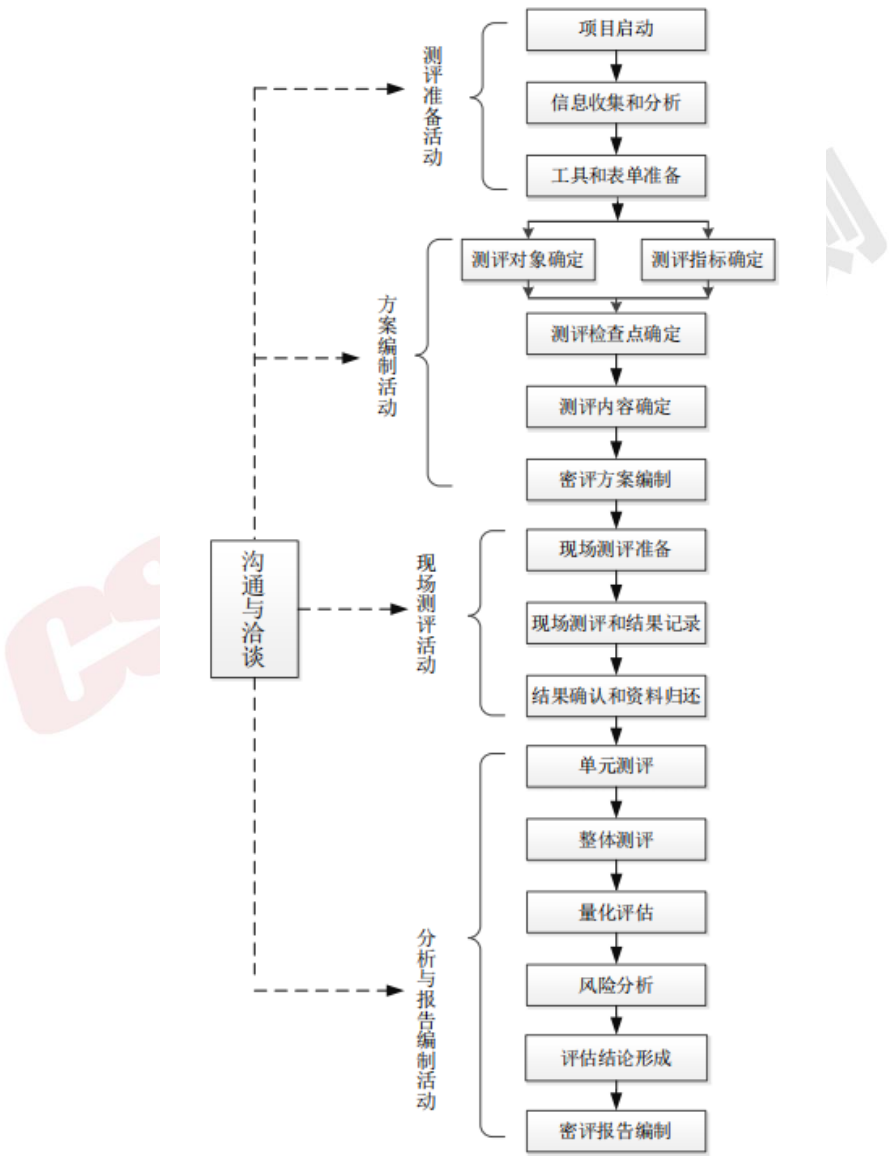 项目启动
测评准备活动
信息收集和分析
工具和表单准备
测评对象确定
测评指标确定
方案编制活动
测评检查点确定
测评内容确定
密评方案编制
沟通与洽谈
现场测评活动
现场测评准备
现场测评和结果记录
结果确认和资料归还
分析与报告编制活动
单元测评
整体测评
量化评估
风险分析
评估结论形成
密评报告编制